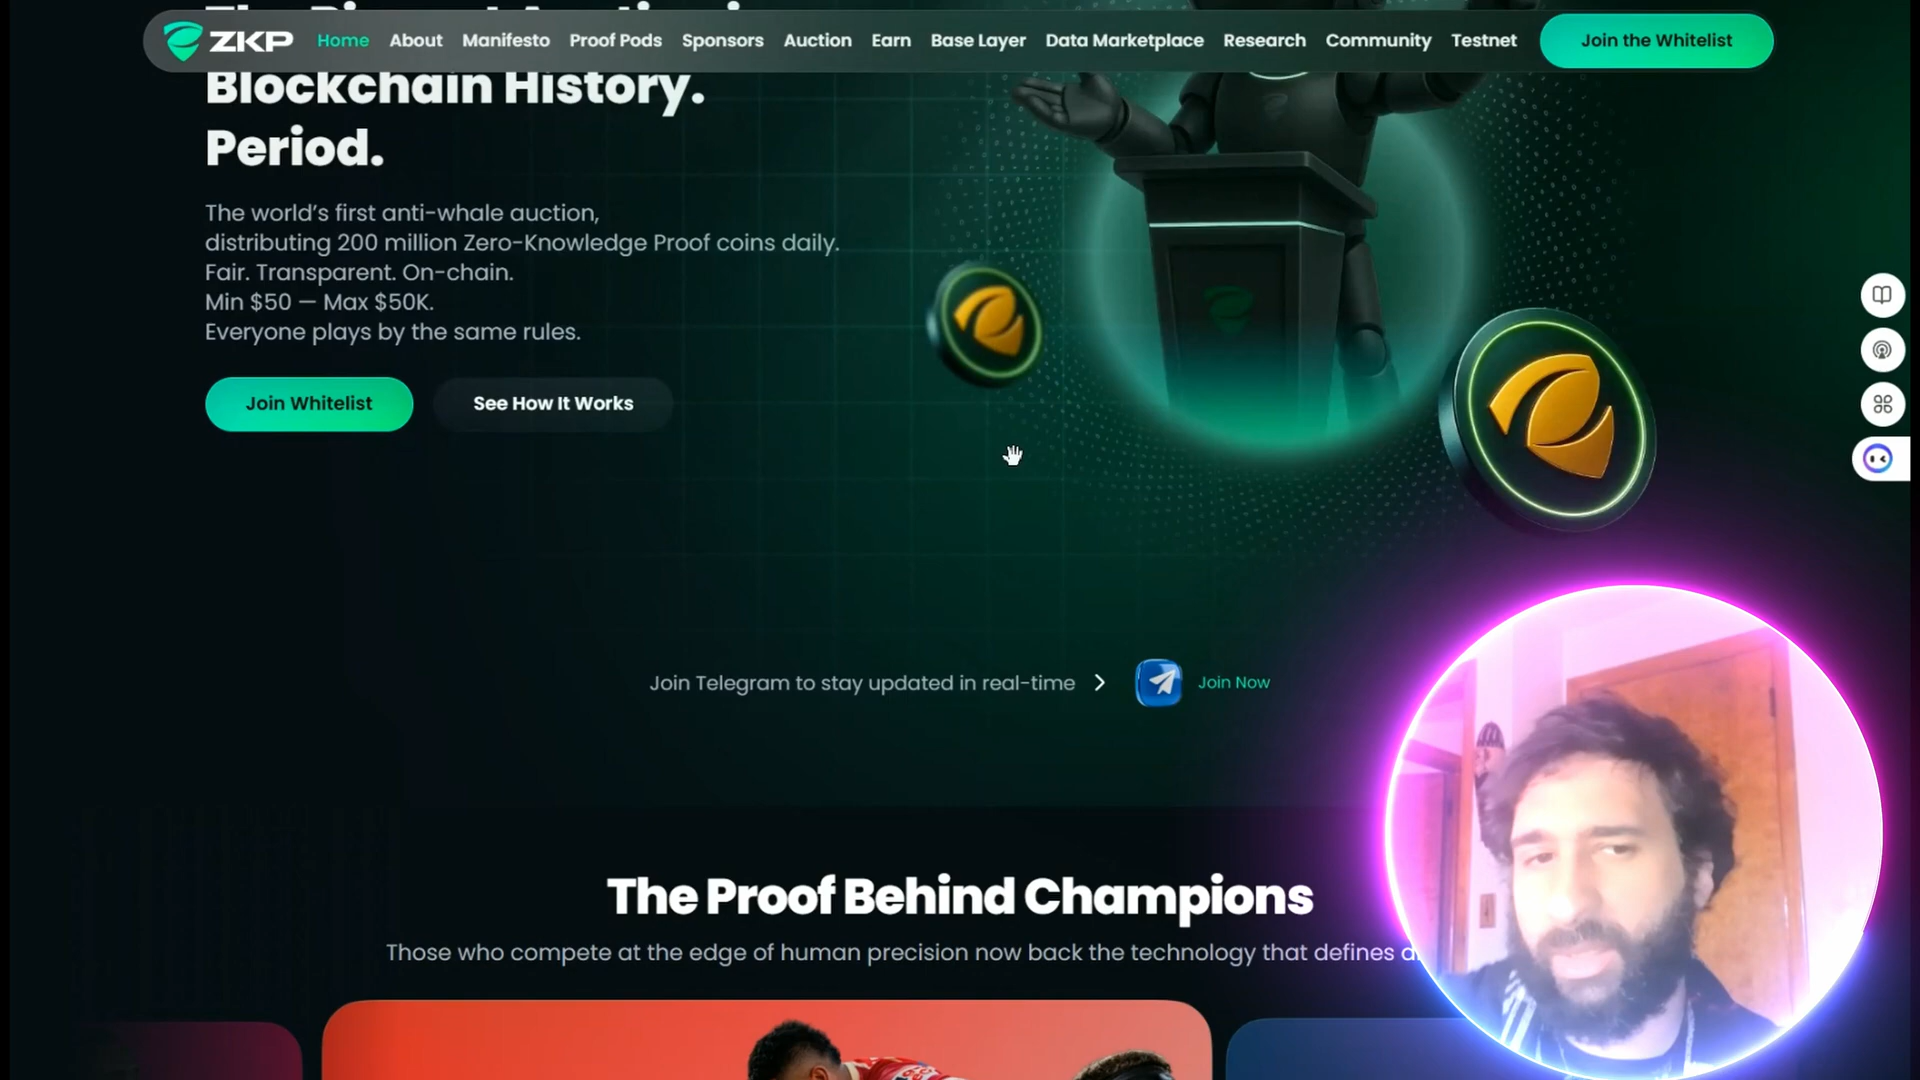 ZKP Home About Manifesto Proof Pods Sponsors Auction Earn Base Layer Data Marketplace Research Community Testnet Join the Whitelist
Blockchain History.
Period.
The world's first anti-whale auction,
distributing 200 million Zero-Knowledge Proof coins daily.
Fair. Transparent. On-chain.
Min $50 — Max $50K.
Everyone plays by the same rules.
Join Whitelist See How It Works
Join Telegram to stay updated in real-time Join Now
The Proof Behind Champions
Those who compete at the edge of human precision now back the technology that defines